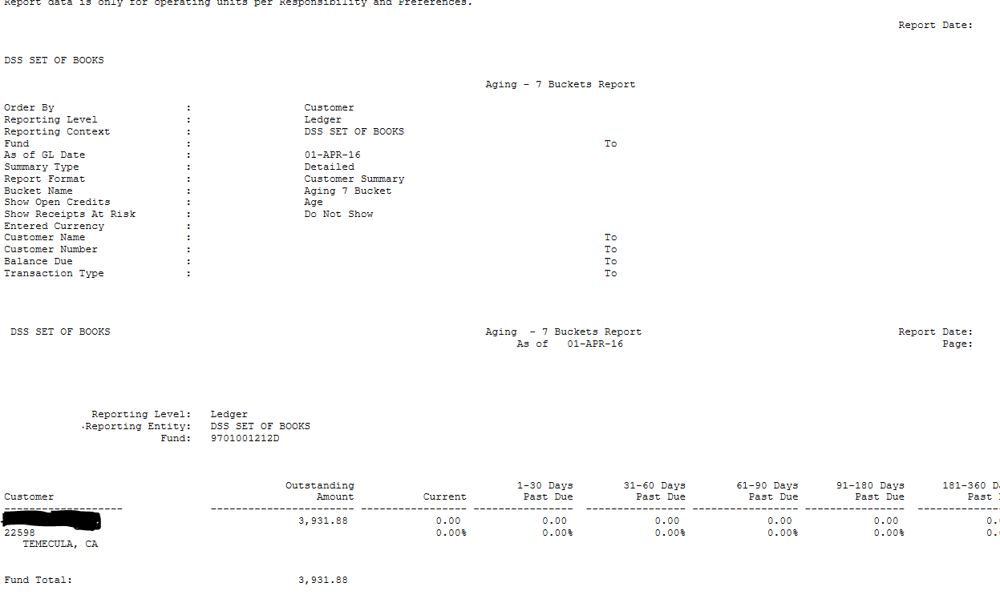 Report data is only for operating units per Responsibility and Preferences.
Report Date:
DSS SET OF BOOKS
Aging - 7 Buckets Report
Order By : Customer
Reporting Level : Ledger
Reporting Context : DSS SET OF BOOKS
Fund : To
As of GL Date : 01-APR-16
Summary Type : Detailed
Report Format : Customer Summary
Bucket Name : Aging 7 Bucket
Show Open Credits : Age
Show Receipts At Risk : Do Not Show
Entered Currency :
Customer Name : To
Customer Number : To
Balance Due : To
Transaction Type : To
DSS SET OF BOOKS Aging - 7 Buckets Report Report Date:
As of 01-APR-16 Page:
Reporting Level: Ledger
Reporting Entity: DSS SET OF BOOKS
Fund: 9701001212D
Outstanding 1-30 Days 31-60 Days 61-90 Days 91-180 Days 181-360 D
Customer Amount Current Past Due Past Due Past Due Past Due Past
3,931.88 0.00 0.00 0.00 0.00 0.00 0.
22598 0.00% 0.00% 0.00% 0.00% 0.00% 0.
TEMECULA, CA
Fund Total: 3,931.88